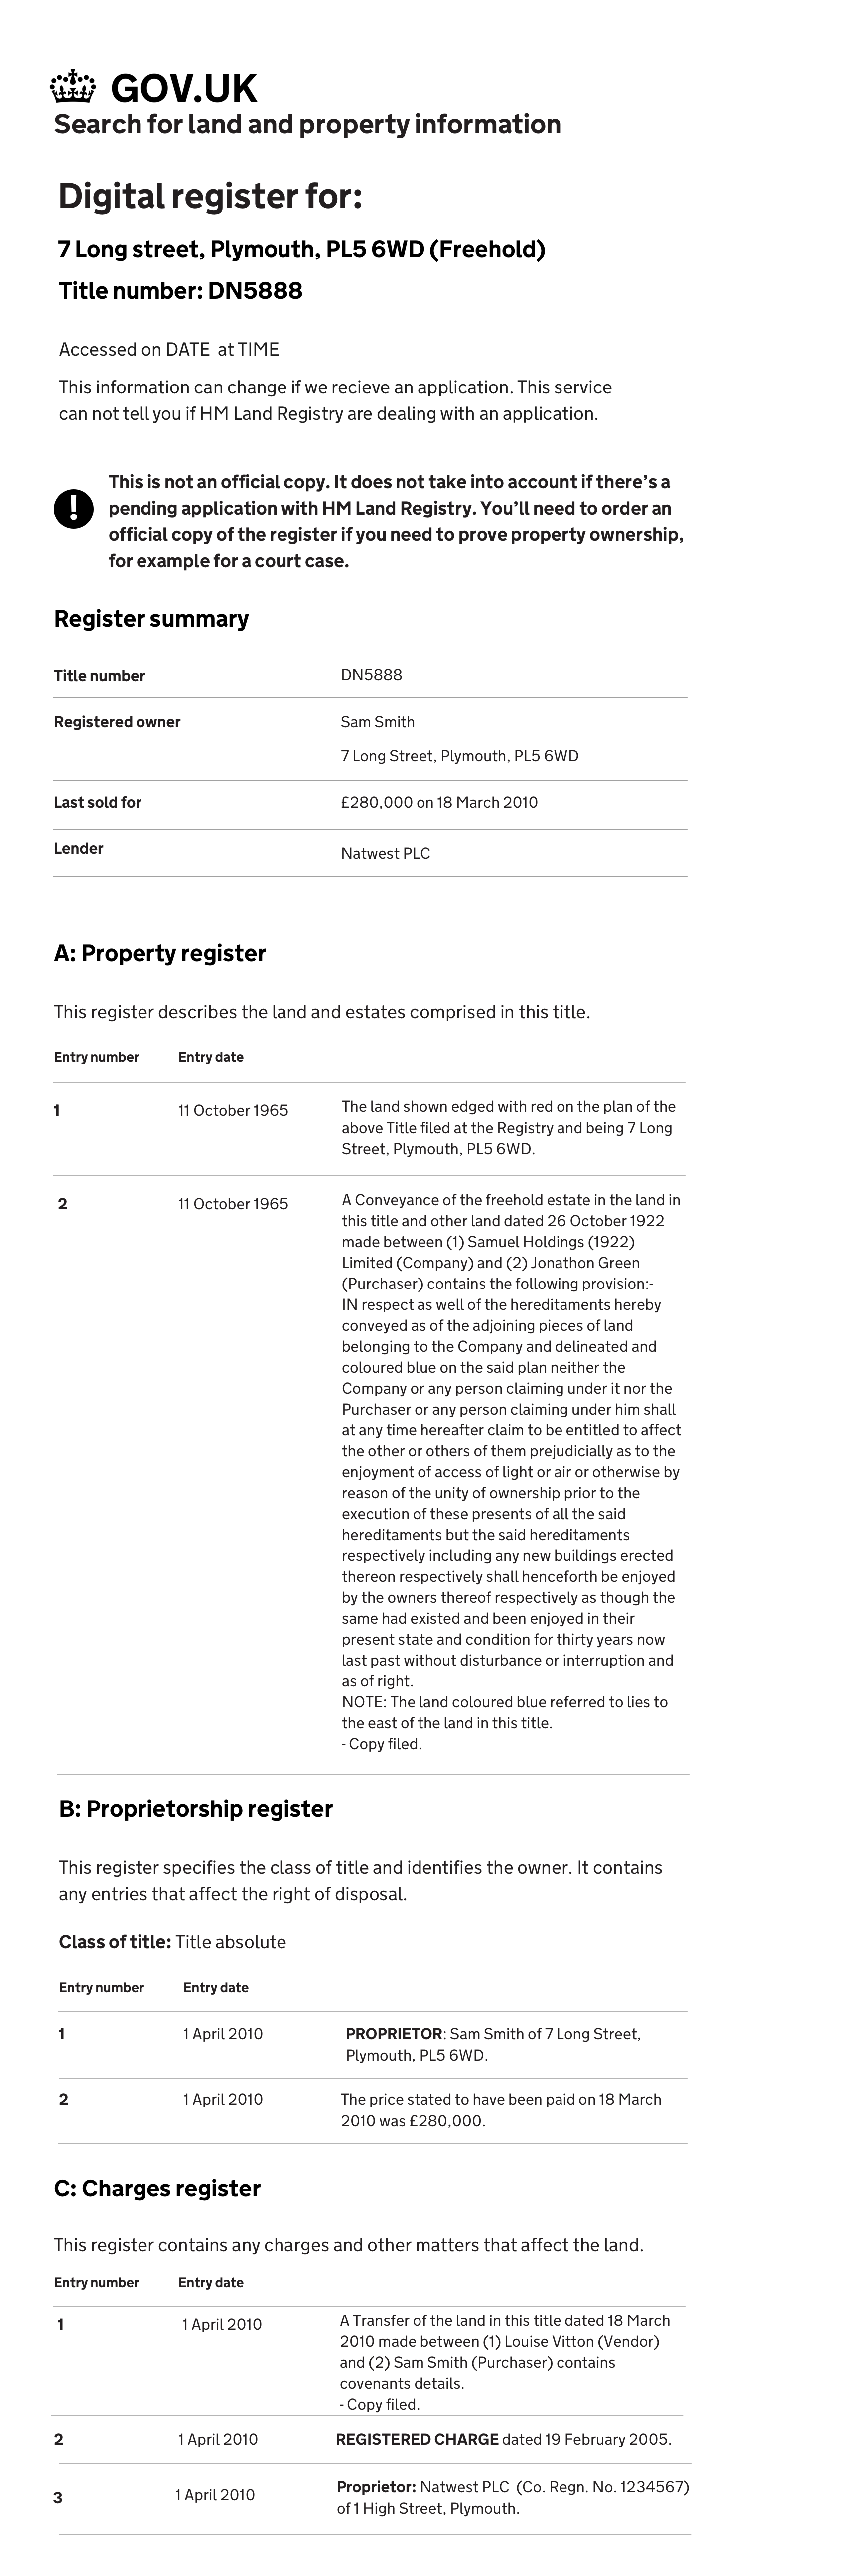 GOV.UK
Search for land and property information
Digital register for:
7 Long street, Plymouth, PL5 6WD (Freehold)
Title number: DN5888
Accessed on DATE at TIME
This information can change if we recieve an application. This service
can not tell you if HM Land Registry are dealing with an application.
This is not an official copy. It does not take into account if there's a
pending application with HM Land Registry. You'll need to order an
official copy of the register if you need to prove property ownership,
for example for a court case.
Register summary
Title number DN5888
Registered owner Sam Smith
7 Long Street, Plymouth, PL5 6WD
Last sold for £280,000 on 18 March 2010
Lender Natwest PLC
A: Property register
This register describes the land and estates comprised in this title.
Entry number Entry date
1 11 October 1965 The land shown edged with red on the plan of the
above Title filed at the Registry and being 7 Long
Street, Plymouth, PL5 6WD.
2 11 October 1965 A Conveyance of the freehold estate in the land in
this title and other land dated 26 October 1922
made between (1) Samuel Holdings (1922)
Limited (Company) and (2) Jonathon Green
(Purchaser) contains the following provision:-
IN respect as well of the hereditaments hereby
conveyed as of the adjoining pieces of land
belonging to the Company and delineated and
coloured blue on the said plan neither the
Company or any person claiming under it nor the
Purchaser or any person claiming under him shall
at any time hereafter claim to be entitled to affect
the other or others of them prejudicially as to the
enjoyment of access of light or air or otherwise by
reason of the unity of ownership prior to the
execution of these presents of all the said
hereditaments but the said hereditaments
respectively including any new buildings erected
thereon respectively shall henceforth be enjoyed
by the owners thereof respectively as though the
same had existed and been enjoyed in their
present state and condition for thirty years now
last past without disturbance or interruption and
as of right.
NOTE: The land coloured blue referred to lies to
the east of the land in this title.
- Copy filed.
B: Proprietorship register
This register specifies the class of title and identifies the owner. It contains
any entries that affect the right of disposal.
Class of title: Title absolute
Entry number Entry date
1 1 April 2010 PROPRIETOR: Sam Smith of 7 Long Street,
Plymouth, PL5 6WD.
2 1 April 2010 The price stated to have been paid on 18 March
2010 was £280,000.
C: Charges register
This register contains any charges and other matters that affect the land.
Entry number Entry date
1 1 April 2010 A Transfer of the land in this title dated 18 March
2010 made between (1) Louise Vitton (Vendor)
and (2) Sam Smith (Purchaser) contains
covenants details.
- Copy filed.
2 1 April 2010 REGISTERED CHARGE dated 19 February 2005.
3 1 April 2010 Proprietor: Natwest PLC (Co. Regn. No. 1234567)
of 1 High Street, Plymouth.